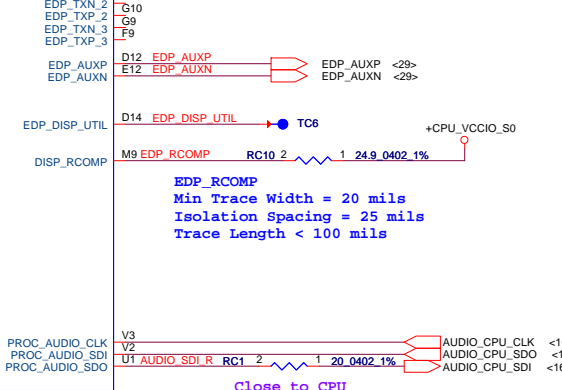 EDP_TXN_2
EDP_TXP_2 G10
EDP_TXN_3 G9
EDP_TXP_3 F9
EDP_AUXP D12 EDP_AUXP EDP_AUXP <29>
EDP_AUXN E12 EDP_AUXN EDP_AUXN <29>
EDP_DISP_UTIL D14 EDP_DISP_UTIL TC6
+CPU_VCCIO_S0
DISP_RCOMP M9 EDP_RCOMP RC10 2 1 24.9_0402_1%
EDP_RCOMP
Min Trace Width = 20 mils
Isolation Spacing = 25 mils
Trace Length < 100 mils
PROC_AUDIO_CLK V3 AUDIO_CPU_CLK <1
PROC_AUDIO_SDI V2 AUDIO_CPU_SDO <1
PROC_AUDIO_SDO U1 AUDIO_SDI_R RC1 2 1 20_0402_1% AUDIO_CPU_SDI <16
Close to CPU